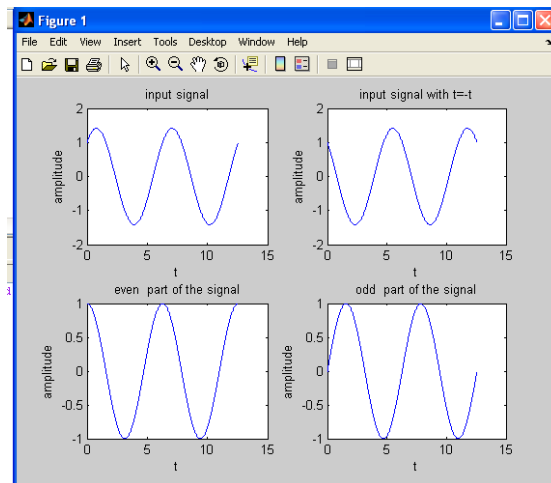 Figure 1
File Edit View Insert Tools Desktop Window Help
input signal
2
1
0
-1
-2
0 5 10 15
amplitude
t
input signal with t=-t
2
1
0
-1
-2
0 5 10 15
amplitude
t
even part of the signal
1
0.5
0
-0.5
-1
0 5 10 15
amplitude
t
odd part of the signal
1
0.5
0
-0.5
-1
0 5 10 15
amplitude
t